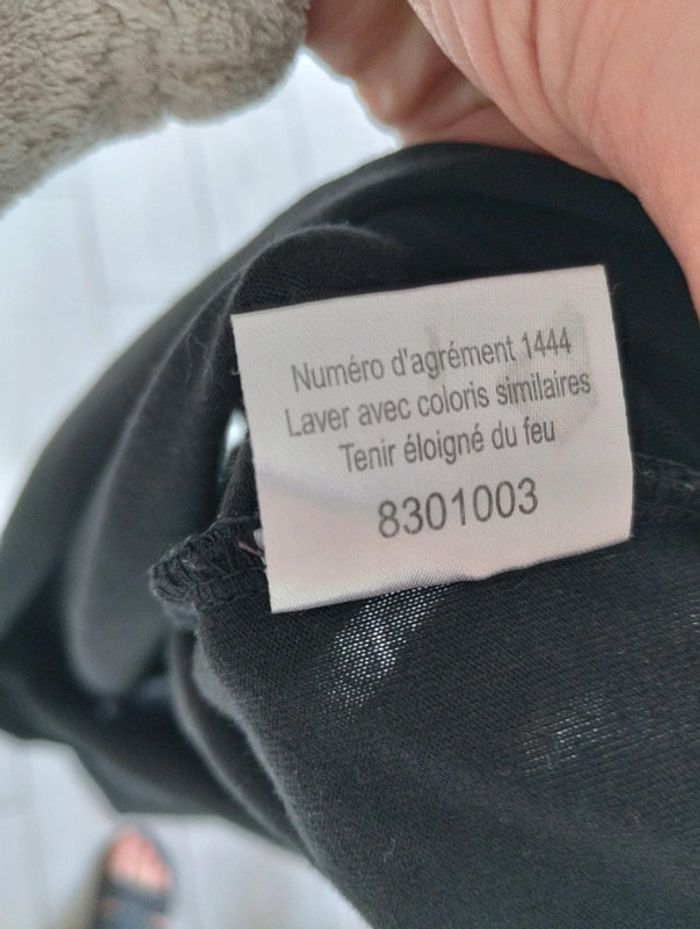 Numéro d'agrément 1444
Laver avec coloris similaires
Tenir éloigné du feu
8301003